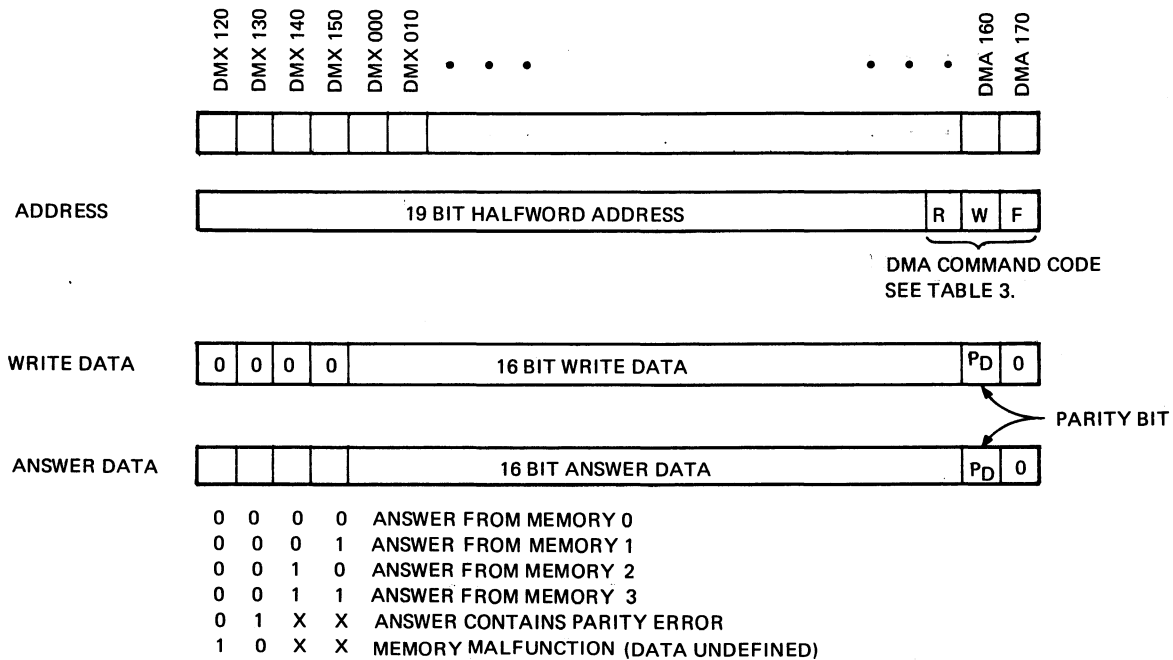 DMX 120 DMX 130 DMX 140 DMX 150 DMX 000 DMX 010 • • • • • • DMA 160 DMA 170
ADDRESS 19 BIT HALFWORD ADDRESS R W F
DMA COMMAND CODE
SEE TABLE 3.
WRITE DATA 0 0 0 0 16 BIT WRITE DATA PD 0
PARITY BIT
ANSWER DATA 16 BIT ANSWER DATA PD 0
0 0 0 0 ANSWER FROM MEMORY 0
0 0 0 1 ANSWER FROM MEMORY 1
0 0 1 0 ANSWER FROM MEMORY 2
0 0 1 1 ANSWER FROM MEMORY 3
0 1 X X ANSWER CONTAINS PARITY ERROR
1 0 X X MEMORY MALFUNCTION (DATA UNDEFINED)